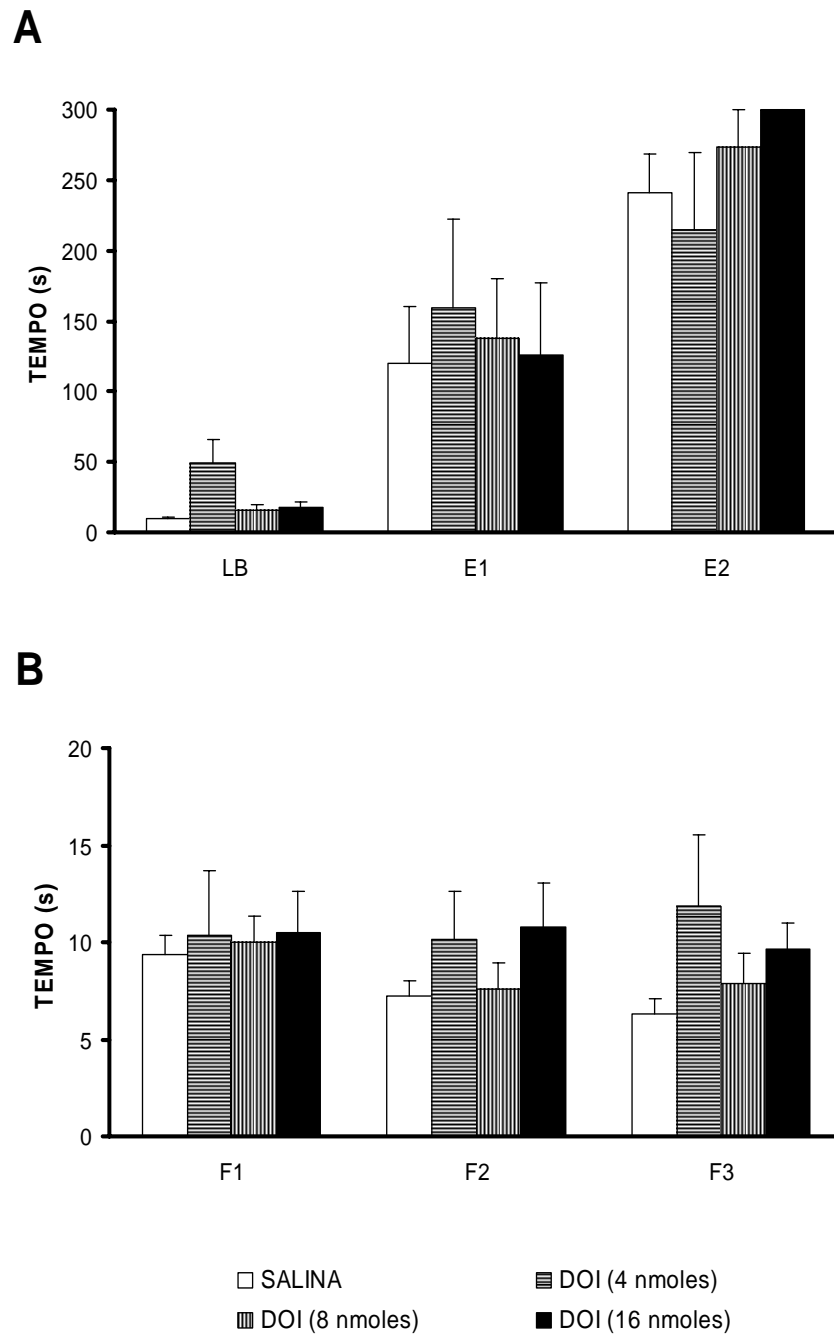 A
TEMPO (s)
300
250
200
150
100
50
0
LB E1 E2
B
TEMPO (s)
20
15
10
5
0
F1 F2 F3
SALINA DOI (4 nmoles)
DOI (8 nmoles) DOI (16 nmoles)